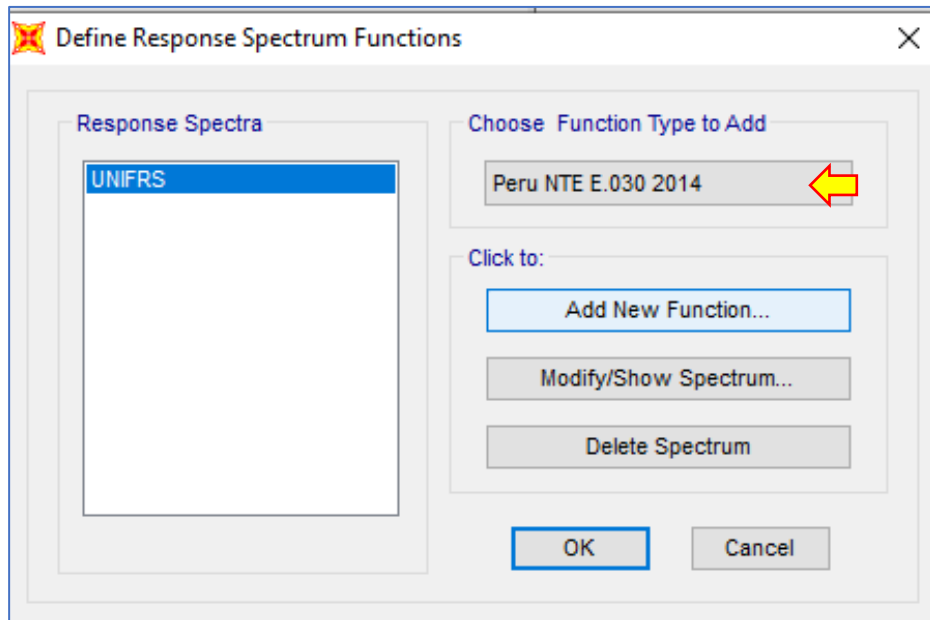 Define Response Spectrum Functions
Response Spectra
UNIFRS
Choose Function Type to Add
Peru NTE E.030 2014
Click to:
Add New Function...
Modify/Show Spectrum...
Delete Spectrum
OK
Cancel